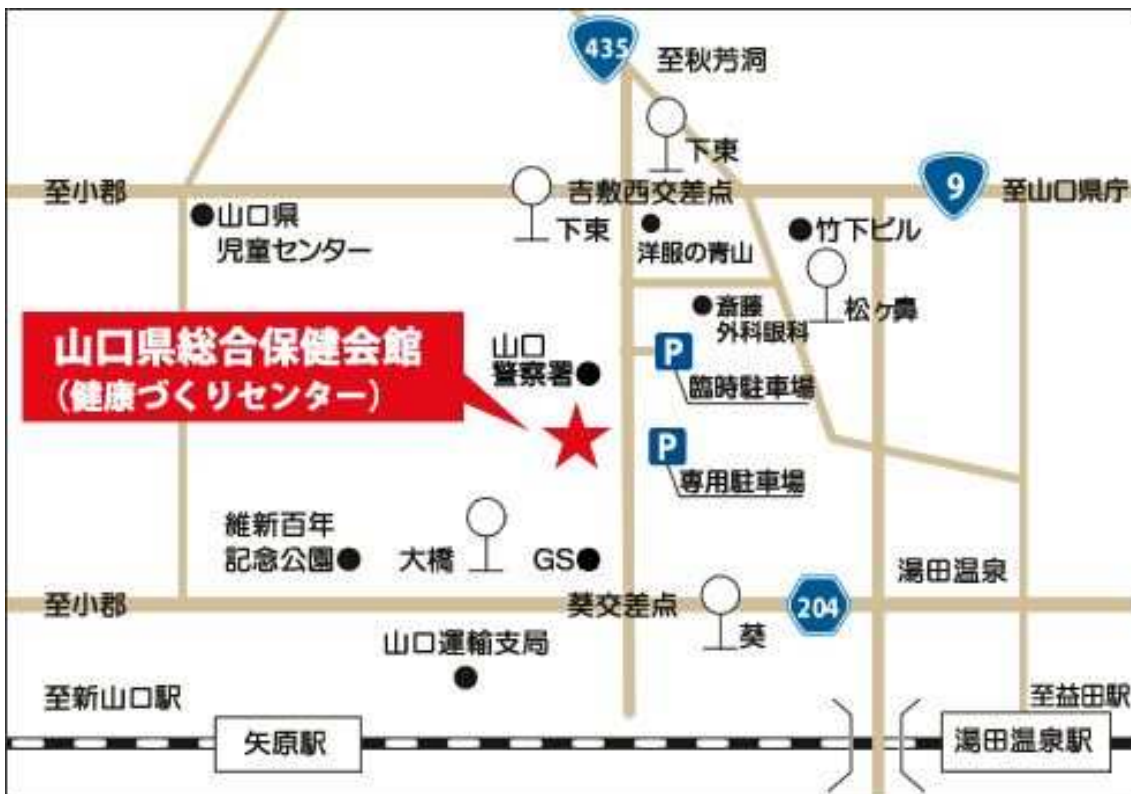 435
至秋芳洞
下東
9
至小郡
吉敷西交差点
至山口県庁
山口県
児童センター
下東
洋服の青山
竹下ビル
松ヶ鼻
斎藤
外科眼科
山口県総合保健会館
(健康づくりセンター)
山口
警察署
P
臨時駐車場
P
専用駐車場
維新百年
記念公園
大橋
GS
湯田温泉
至小郡
葵交差点
204
葵
山口運輸支局
至新山口駅
至益田駅
矢原駅
湯田温泉駅